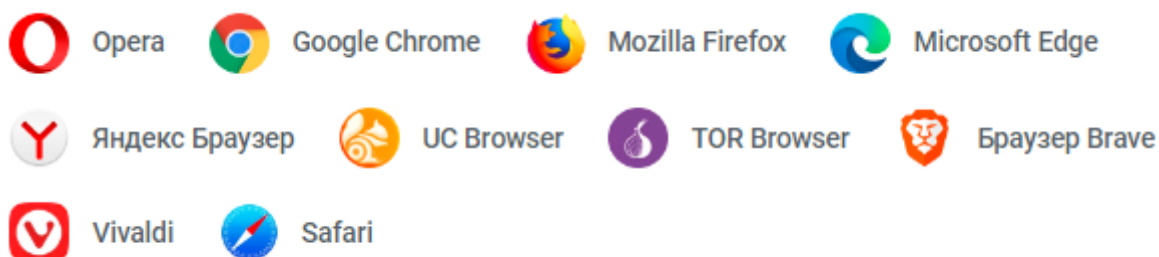 Opera Google Chrome Mozilla Firefox Microsoft Edge
Яндекс Браузер UC Browser TOR Browser Браузер Brave
Vivaldi Safari